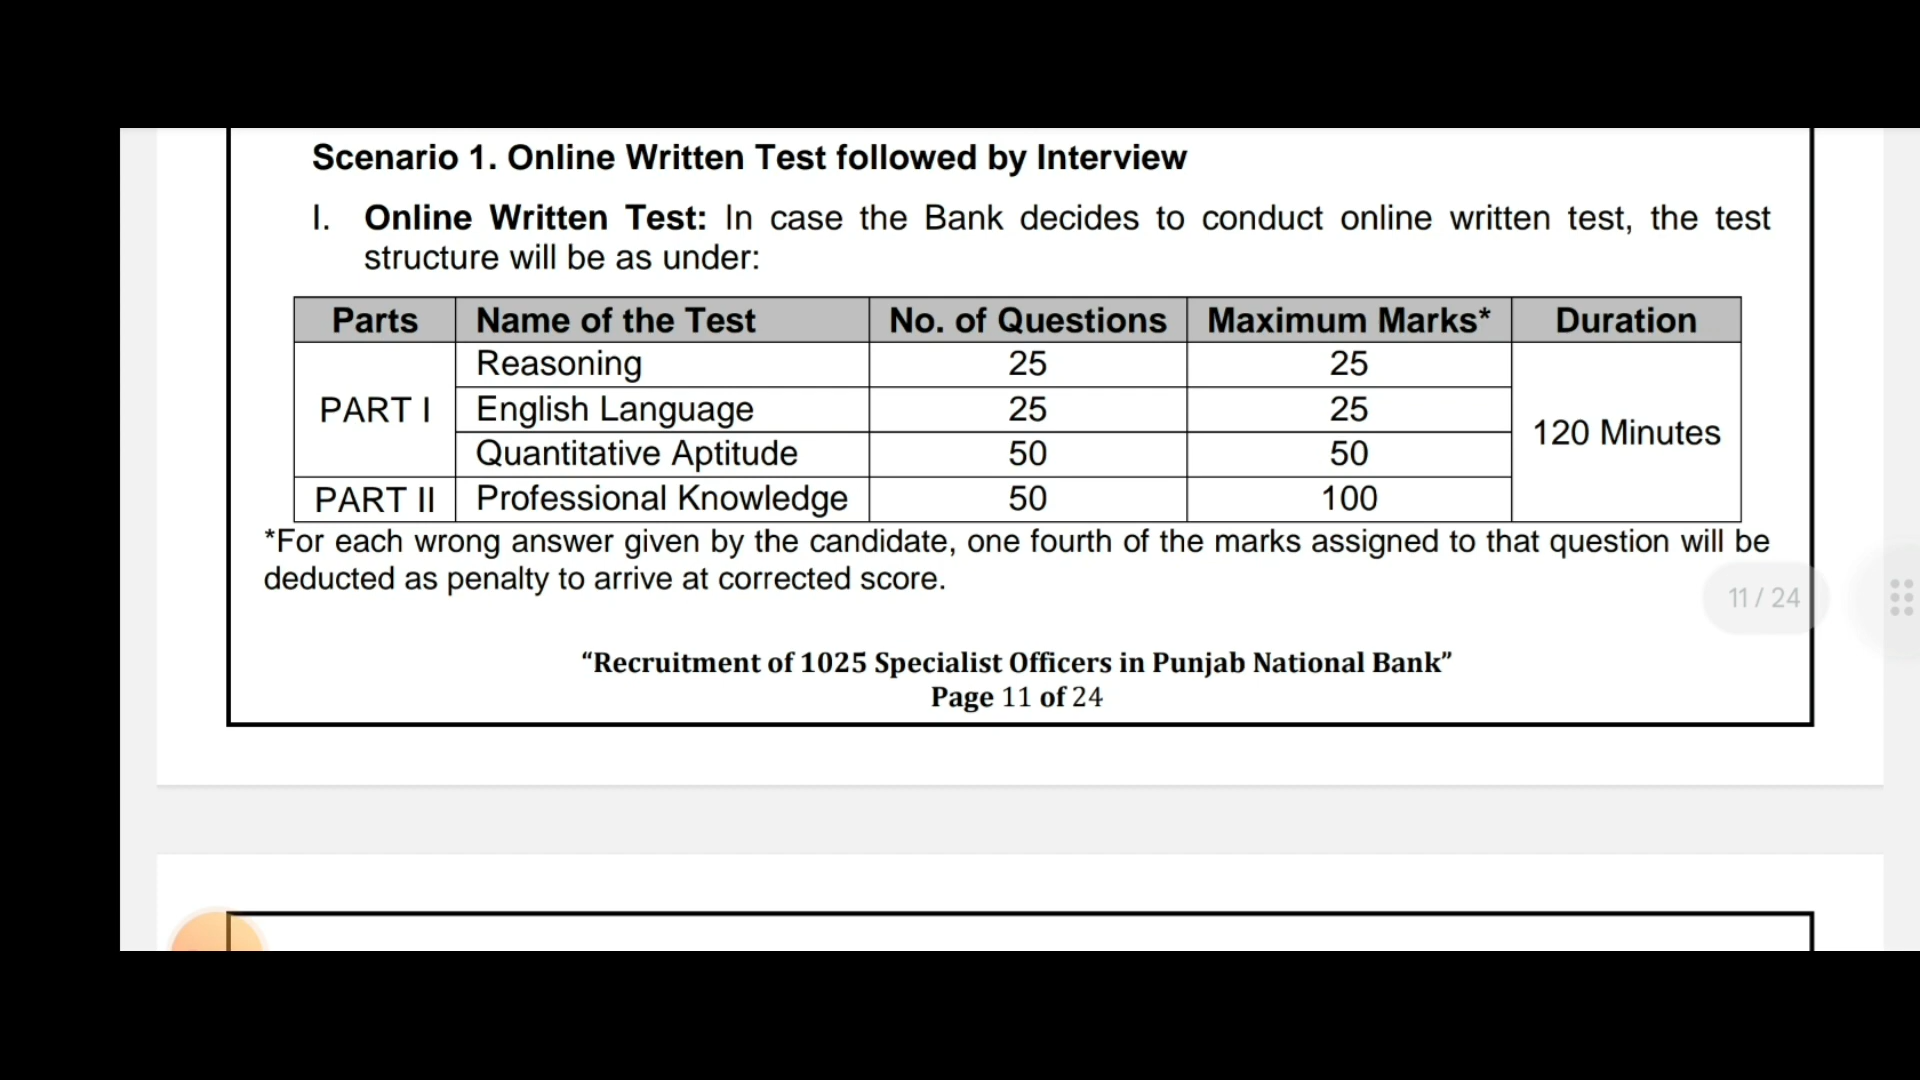 Scenario 1. Online Written Test followed by Interview
I. Online Written Test: In case the Bank decides to conduct online written test, the test
structure will be as under:
Parts Name of the Test No. of Questions Maximum Marks* Duration
Reasoning 25 25
PART I English Language 25 25
120 Minutes
Quantitative Aptitude 50 50
PART II Professional Knowledge 50 100
*For each wrong answer given by the candidate, one fourth of the marks assigned to that question will be
deducted as penalty to arrive at corrected score.
11 / 24
“Recruitment of 1025 Specialist Officers in Punjab National Bank”
Page 11 of 24